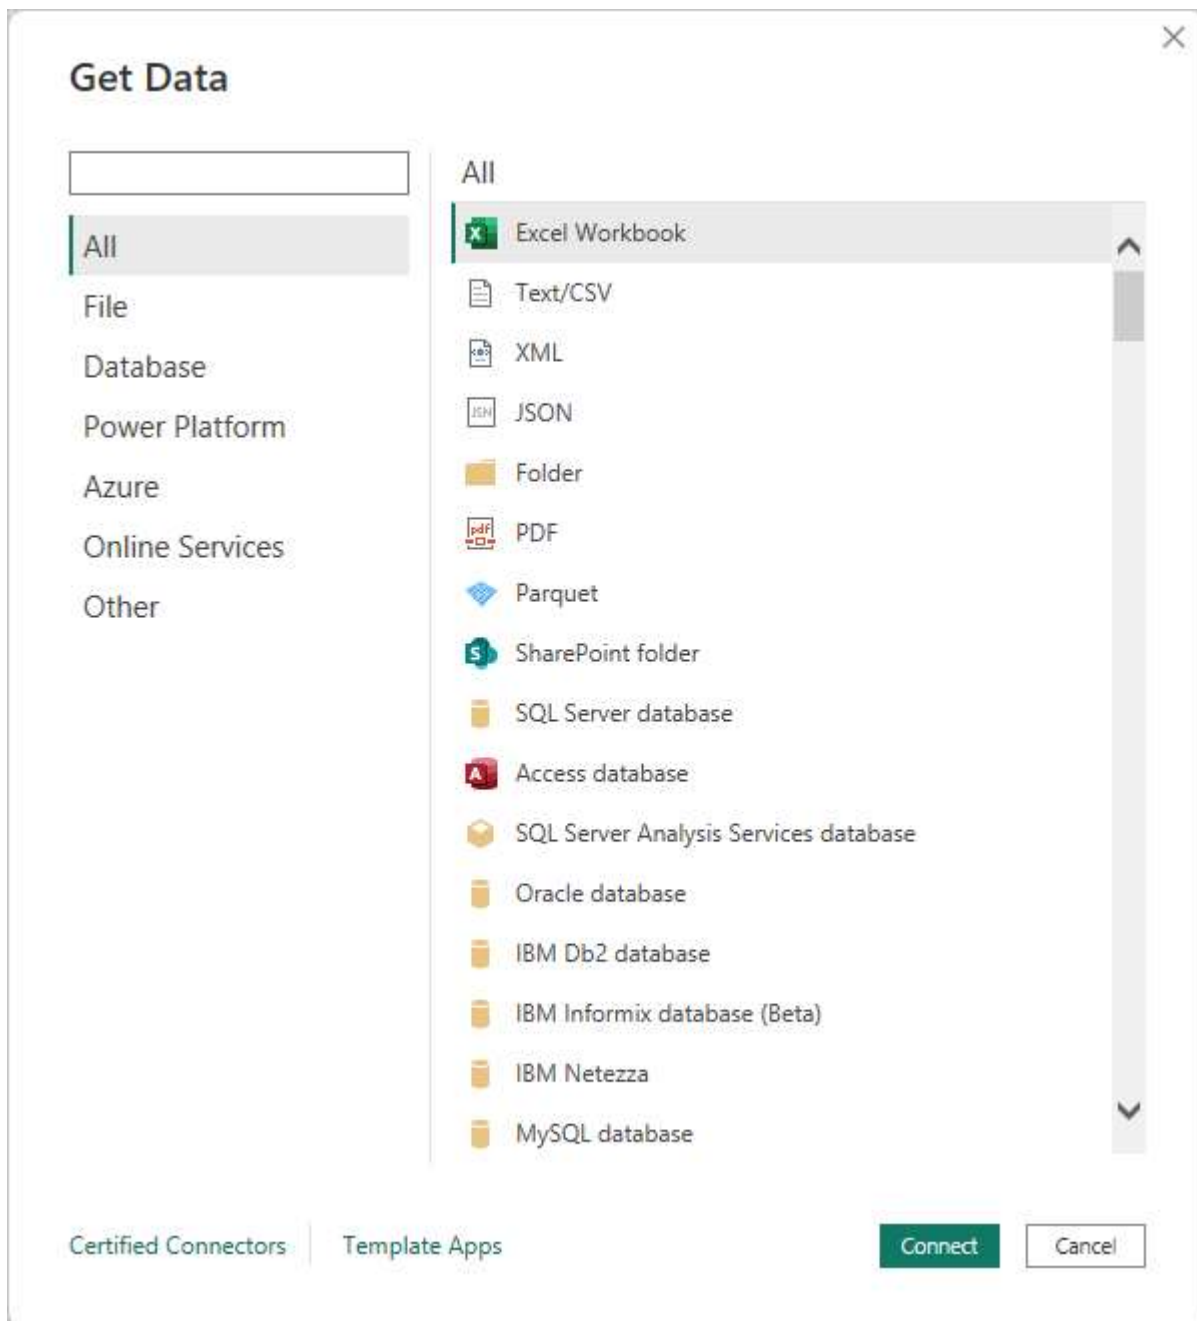 Get Data
All
File
Database
Power Platform
Azure
Online Services
Other
All
Excel Workbook
Text/CSV
XML
JSON
Folder
PDF
Parquet
SharePoint folder
SQL Server database
Access database
SQL Server Analysis Services database
Oracle database
IBM Db2 database
IBM Informix database (Beta)
IBM Netezza
MySQL database
Certified Connectors
Template Apps
Connect
Cancel